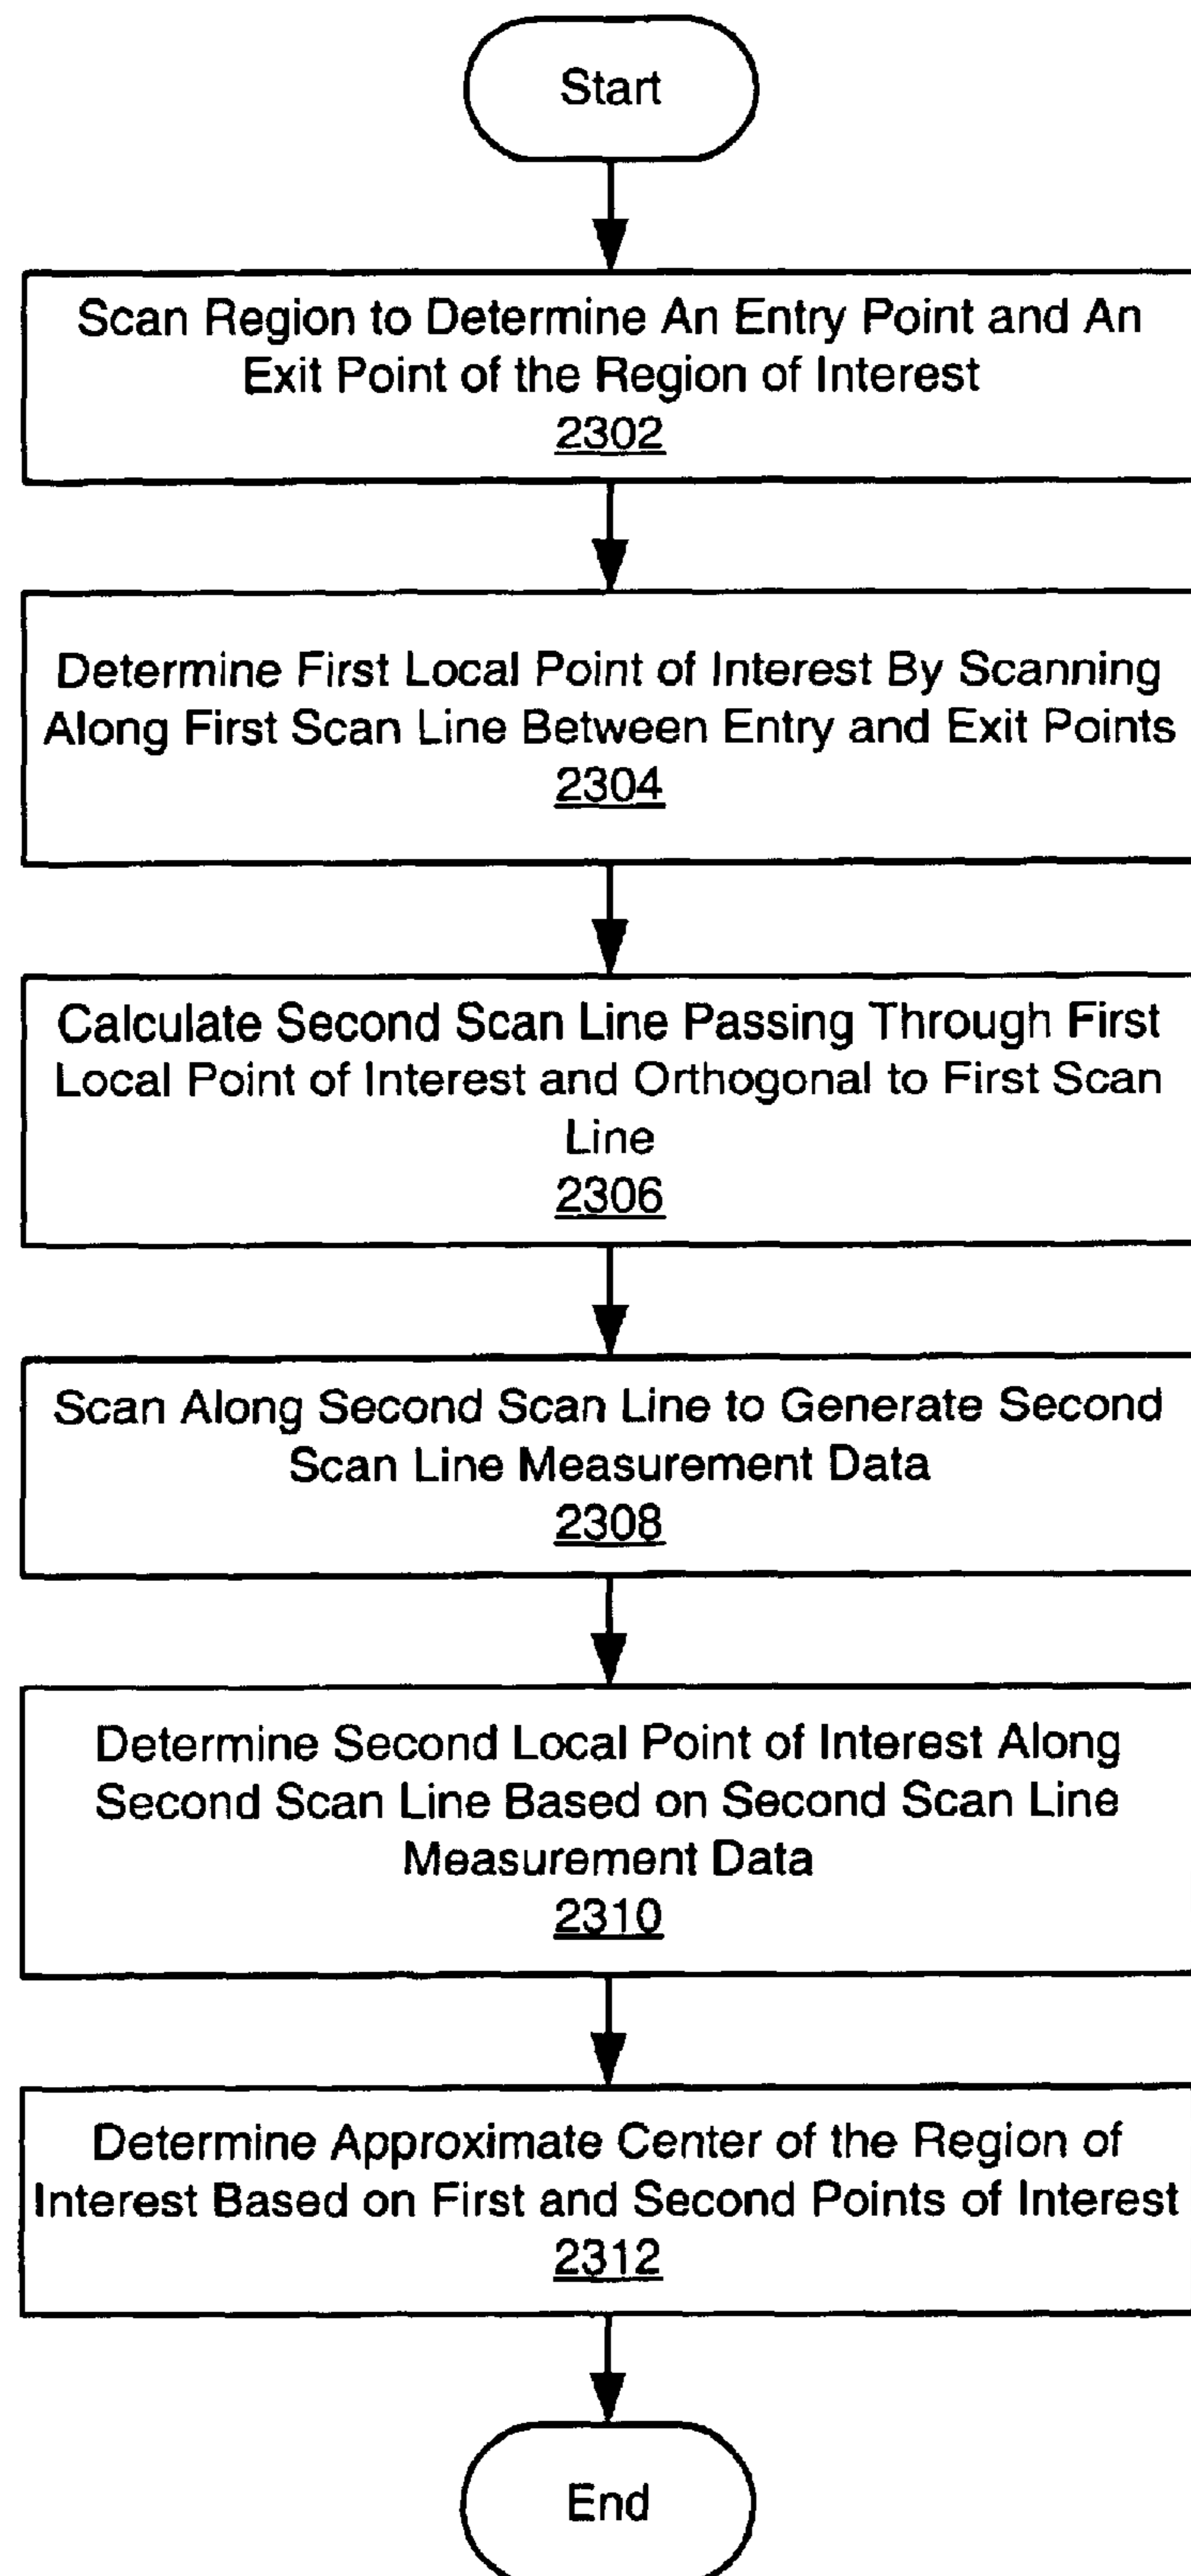 Start
Scan Region to Determine An Entry Point and An
Exit Point of the Region of Interest
2302
Determine First Local Point of Interest By Scanning
Along First Scan Line Between Entry and Exit Points
2304
Calculate Second Scan Line Passing Through First
Local Point of Interest and Orthogonal to First Scan
Line
2306
Scan Along Second Scan Line to Generate Second
Scan Line Measurement Data
2308
Determine Second Local Point of Interest Along
Second Scan Line Based on Second Scan Line
Measurement Data
2310
Determine Approximate Center of the Region of
Interest Based on First and Second Points of Interest
2312
End